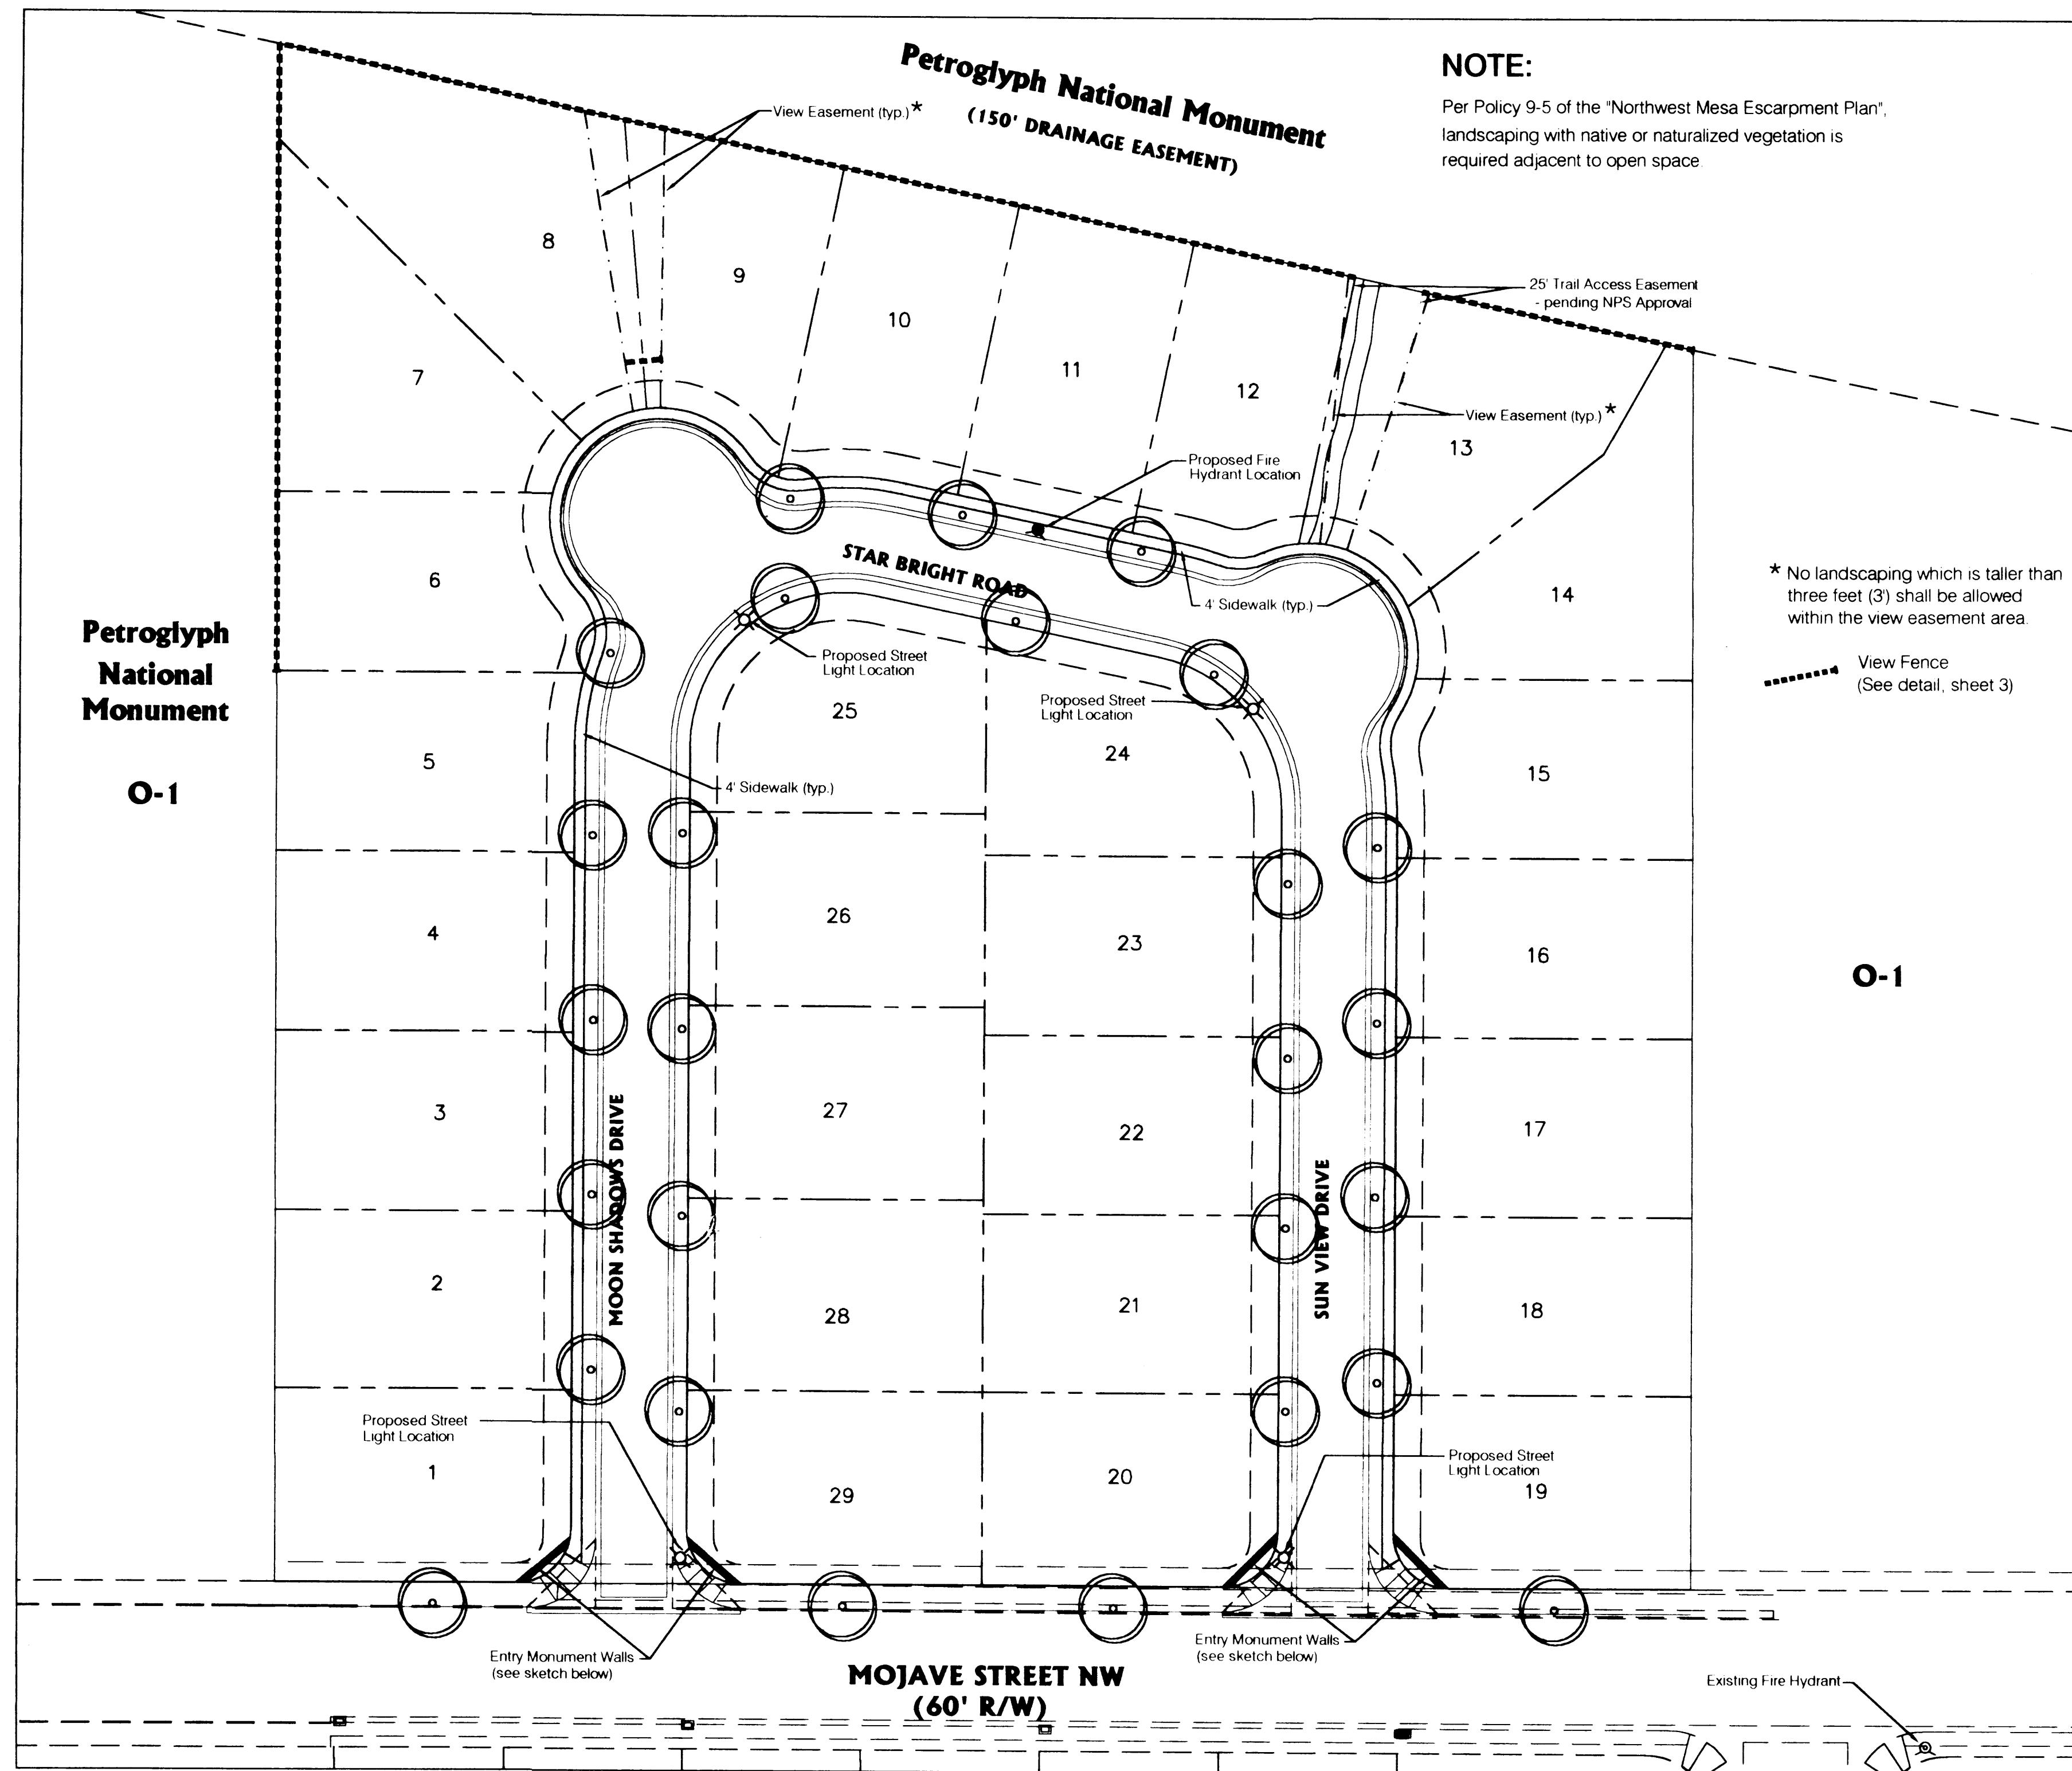 Petroglyph National Monument
(150' DRAINAGE EASEMENT)
NOTE:
Per Policy 9-5 of the "Northwest Mesa Escarpment Plan",
landscaping with native or naturalized vegetation is
required adjacent to open space.
View Easement (typ.)*
8
9
10
11
12
7
25' Trail Access Easement
- pending NPS Approval
View Easement (typ.)*
13
Proposed Fire
Hydrant Location
STAR BRIGHT ROAD
4' Sidewalk (typ.)
6
14
* No landscaping which is taller than
three feet (3') shall be allowed
within the view easement area.
View Fence
(See detail, sheet 3)
Petroglyph
National
Monument
O-1
Proposed Street
Light Location
Proposed Street
Light Location
25
24
5
15
4' Sidewalk (typ.)
26
4
23
16
O-1
3
27
22
17
MOON SHADOWS DRIVE
SUN VIEW DRIVE
2
28
21
18
Proposed Street
Light Location
1
29
20
Proposed Street
Light Location
19
Entry Monument Walls
(see sketch below)
Entry Monument Walls
(see sketch below)
MOJAVE STREET NW
(60' R/W)
Existing Fire Hydrant